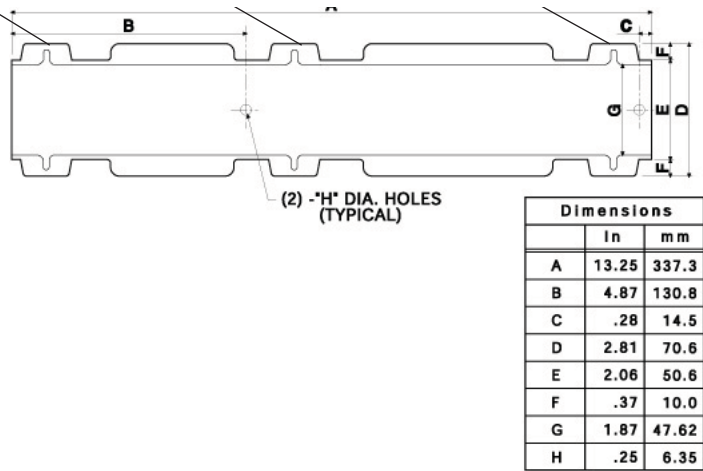 A
B
C
F
G
E
D
F
(2) -"H" DIA. HOLES
(TYPICAL)
Dimensions
In mm
A 13.25 337.3
B 4.87 130.8
C .28 14.5
D 2.81 70.6
E 2.06 50.6
F .37 10.0
G 1.87 47.62
H .25 6.35